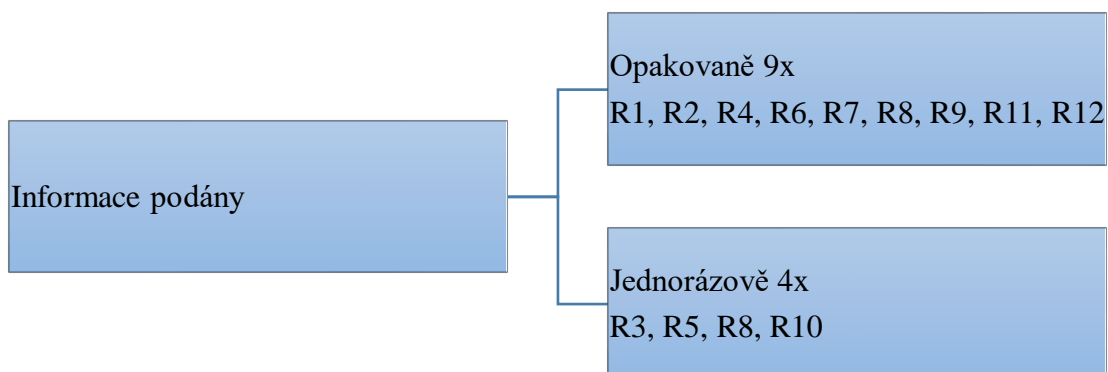 Informace podány
Opakovaně 9x
R1, R2, R4, R6, R7, R8, R9, R11, R12
Jednorázově 4x
R3, R5, R8, R10